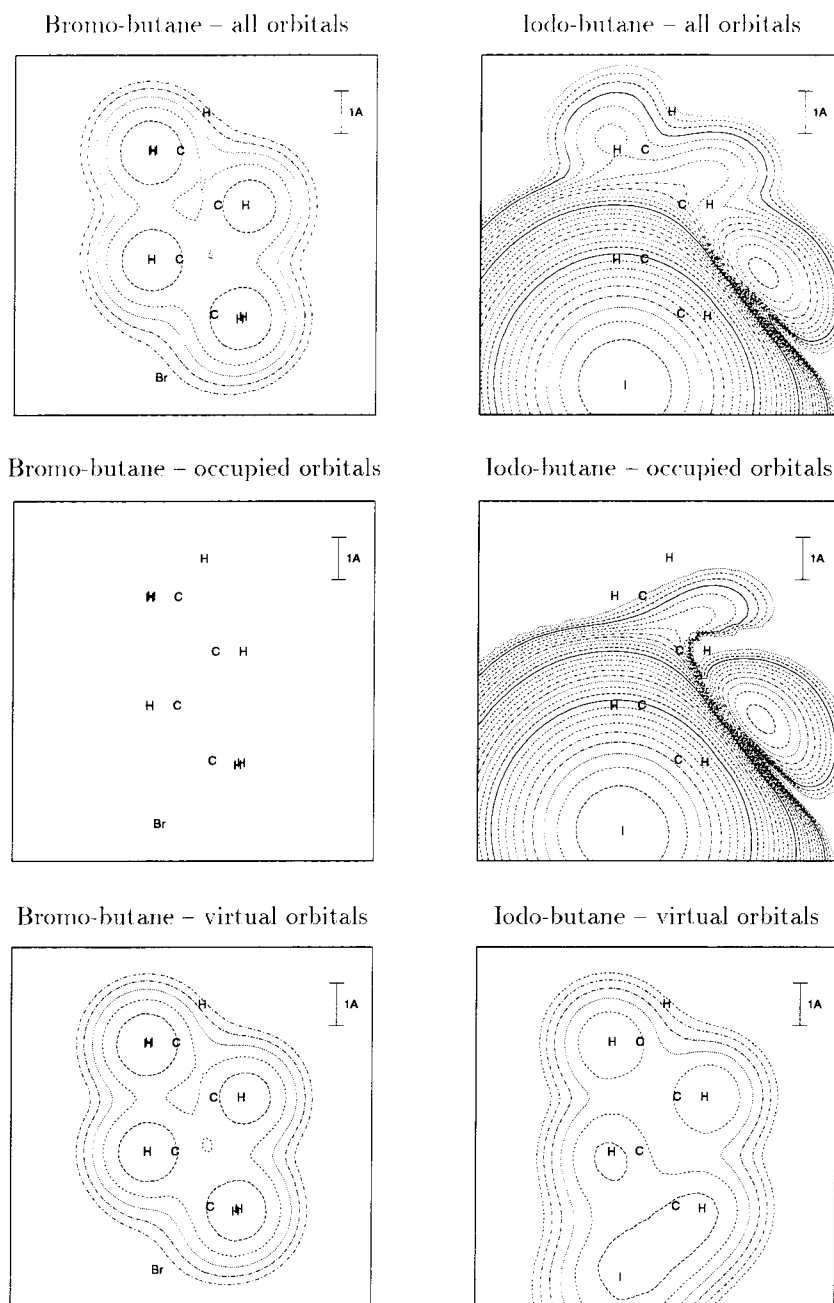 Bromo-butane – all orbitals
Iodo-butane – all orbitals
H
1A
H C
C H
H C
C H H
Br
H
1A
H C
C H
H C
C H
I
Bromo-butane – occupied orbitals
Iodo-butane – occupied orbitals
H
1A
H C
C H
H C
C H H
Br
H
1A
H C
C H
H C
C H
I
Bromo-butane – virtual orbitals
Iodo-butane – virtual orbitals
H
1A
H C
C H
H C
C H H
Br
H
1A
H C
C H
H C
C H
I